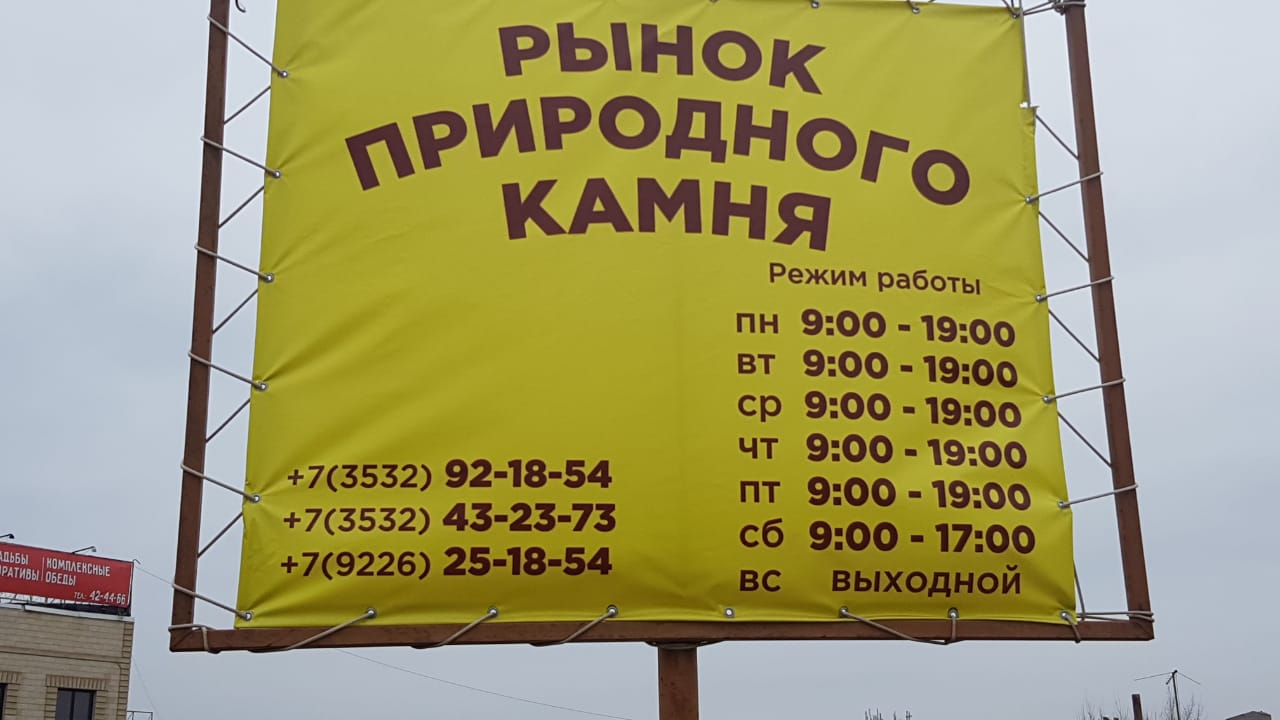 РЫНОК
ПРИРОДНОГО
КАМНЯ
Режим работы
пн 9:00 - 19:00
вт 9:00 - 19:00
ср 9:00 - 19:00
чт 9:00 - 19:00
пт 9:00 - 19:00
сб 9:00 - 17:00
вс выходной
+7(3532) 92-18-54
+7(3532) 43-23-73
+7(9226) 25-18-54
КОМПЛЕКСНЫЕ
ОБЕДЫ
ТЕЛ.: 42-44-66